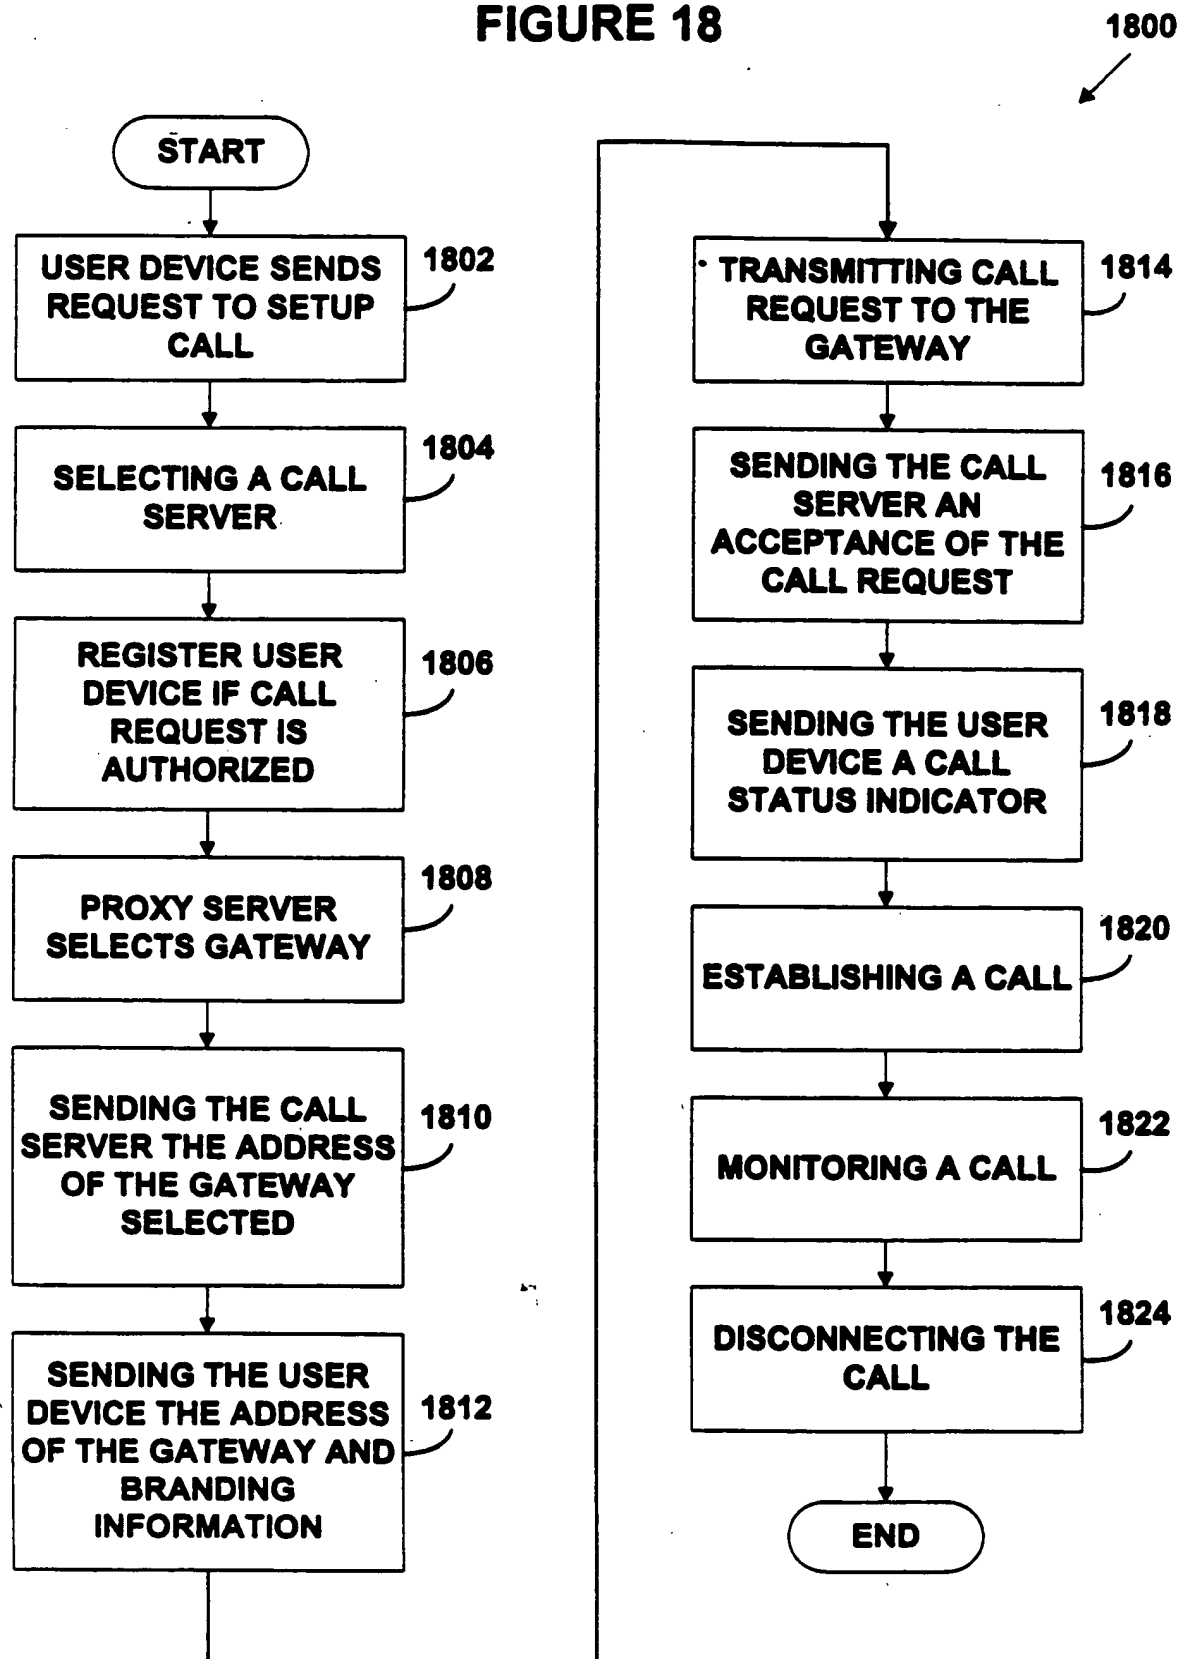 FIGURE 18
1800
START
USER DEVICE SENDS
REQUEST TO SETUP
CALL
1802
SELECTING A CALL
SERVER
1804
REGISTER USER
DEVICE IF CALL
REQUEST IS
AUTHORIZED
1806
PROXY SERVER
SELECTS GATEWAY
1808
SENDING THE CALL
SERVER THE ADDRESS
OF THE GATEWAY
SELECTED
1810
SENDING THE USER
DEVICE THE ADDRESS
OF THE GATEWAY AND
BRANDING
INFORMATION
1812
TRANSMITTING CALL
REQUEST TO THE
GATEWAY
1814
SENDING THE CALL
SERVER AN
ACCEPTANCE OF THE
CALL REQUEST
1816
SENDING THE USER
DEVICE A CALL
STATUS INDICATOR
1818
ESTABLISHING A CALL
1820
MONITORING A CALL
1822
DISCONNECTING THE
CALL
1824
END